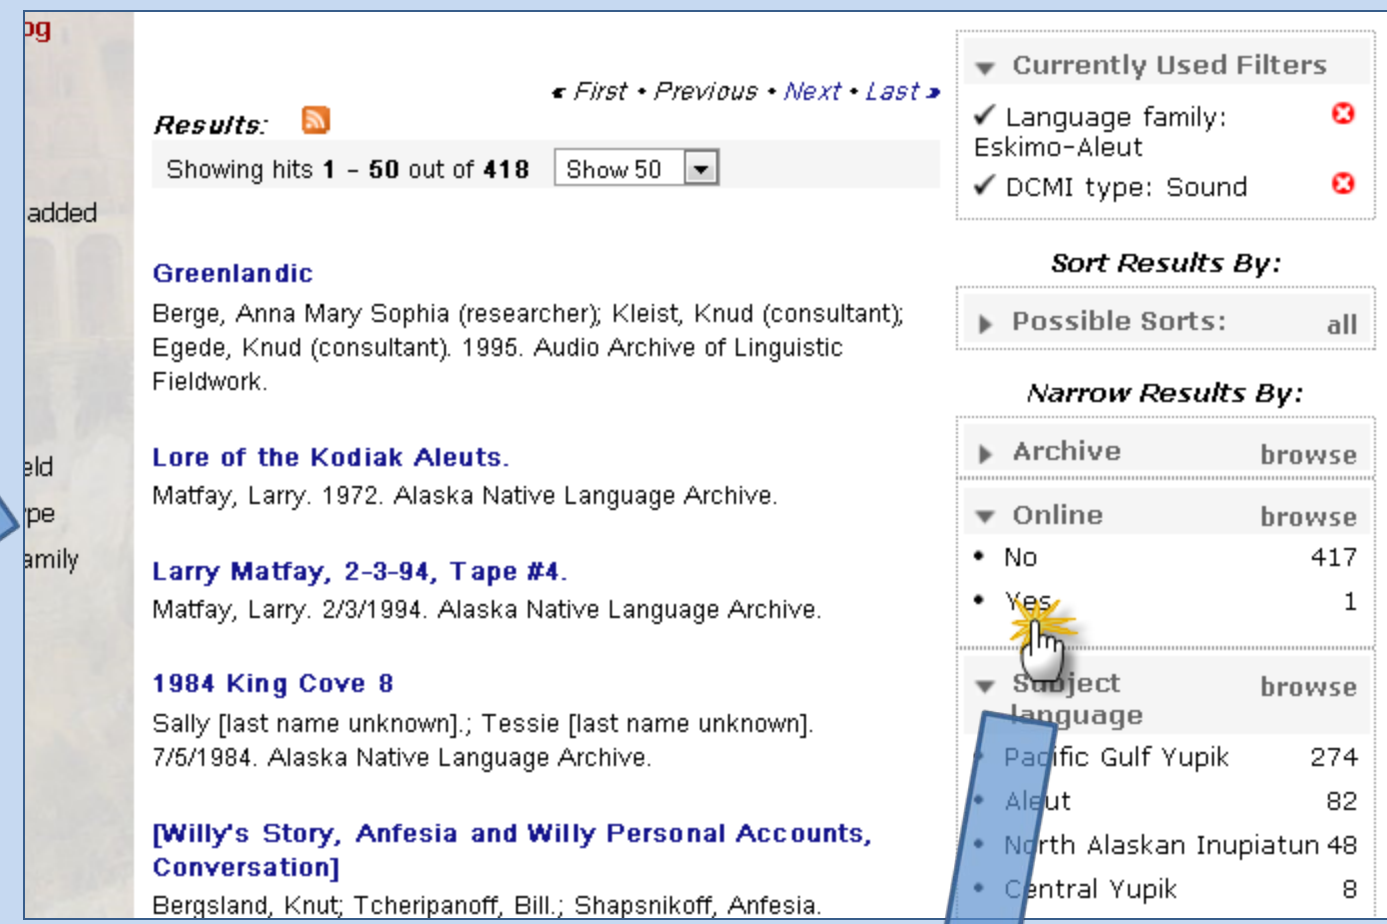 og
added
eld
pe
amily
« First • Previous • Next • Last »
Results:
Showing hits 1 - 50 out of 418 Show 50
Greenlandic
Berge, Anna Mary Sophia (researcher); Kleist, Knud (consultant);
Egede, Knud (consultant). 1995. Audio Archive of Linguistic
Fieldwork.
Lore of the Kodiak Aleuts.
Matfay, Larry. 1972. Alaska Native Language Archive.
Larry Matfay, 2-3-94, Tape #4.
Matfay, Larry. 2/3/1994. Alaska Native Language Archive.
1984 King Cove 8
Sally [last name unknown].; Tessie [last name unknown].
7/5/1984. Alaska Native Language Archive.
[Willy's Story, Anfesia and Willy Personal Accounts,
Conversation]
Bergsland, Knut; Tcheripanoff, Bill.; Shapsnikoff, Anfesia.
Currently Used Filters
✓ Language family:
Eskimo-Aleut
✓ DCMI type: Sound
Sort Results By:
Possible Sorts: all
Narrow Results By:
Archive browse
Online browse
• No 417
• Yes 1
Subject browse
language
• Pacific Gulf Yupik 274
• Aleut 82
• North Alaskan Inupiatun 48
• Central Yupik 8